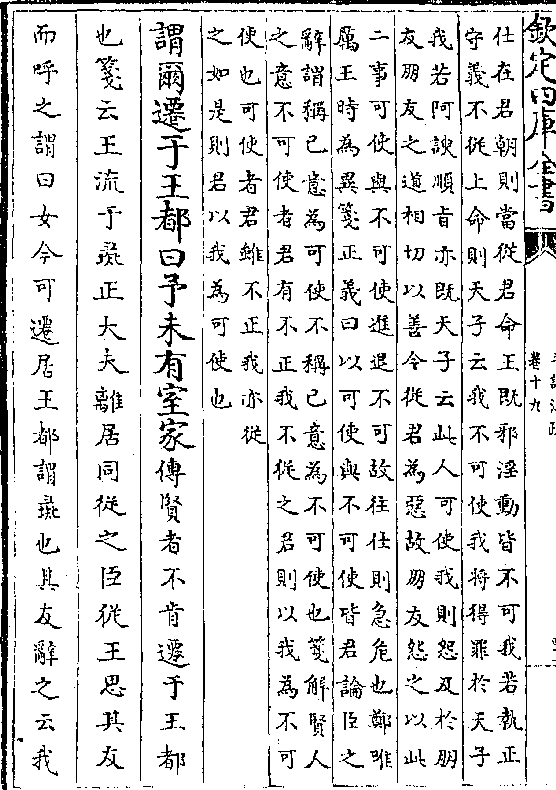 欽定四庫全書
卷十九
仕在君朝則當從君命王既邪淫動皆不可我若執正
守義不從上命則天子云我不可使我將得罪於天子
我若阿諛順㫖亦既天子云此人可使我則怨及於朋
友朋友之道相切以善今從君為惡故朋友怨之以此
二事可使與不可使進退不可故往仕則急危也鄭唯
厲王時為異箋正義曰以可使與不可使皆君論臣之
辭謂稱已意為可使不稱已意為不可使也箋解賢人
之意不可使者君有不正我不從之君則以我為不可
使也可使者君雖不正我亦從
之如是則君以我為可使也
謂爾遷于王都曰予未有室家傳賢者不肯遷于王都
也箋云王流于彘正大夫離居同從之臣從王思其友
而呼之謂曰女今可遷居王都謂彘也其友辭之云我